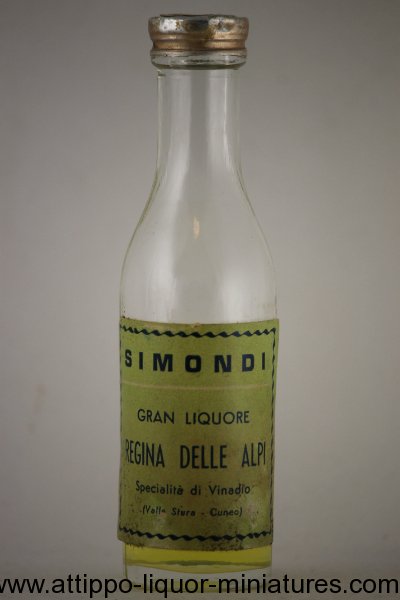 SIMONDI
GRAN LIQUORE
REGINA DELLE ALPI
Specialità di Vinadio
(Valle Stura - Cuneo)
www.attippo-liquor-miniatures.com